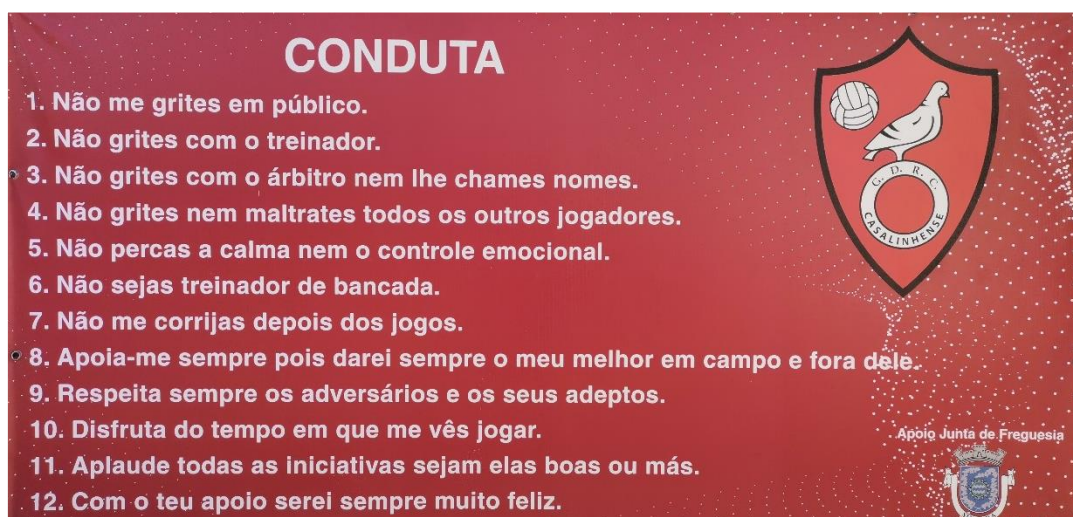 CONDUTA
1. Não me grites em público.
2. Não grites com o treinador.
3. Não grites com o árbitro nem lhe chames nomes.
4. Não grites nem maltrates todos os outros jogadores.
5. Não percas a calma nem o controle emocional.
6. Não sejas treinador de bancada.
7. Não me corrijas depois dos jogos.
8. Apoia-me sempre pois darei sempre o meu melhor em campo e fora dele.
9. Respeita sempre os adversários e os seus adeptos.
10. Disfruta do tempo em que me vês jogar.
11. Aplaude todas as iniciativas sejam elas boas ou más.
12. Com o teu apoio serei sempre muito feliz.
G. D. R. C.
CASALINHENSE
Apoio Junta de Freguesia